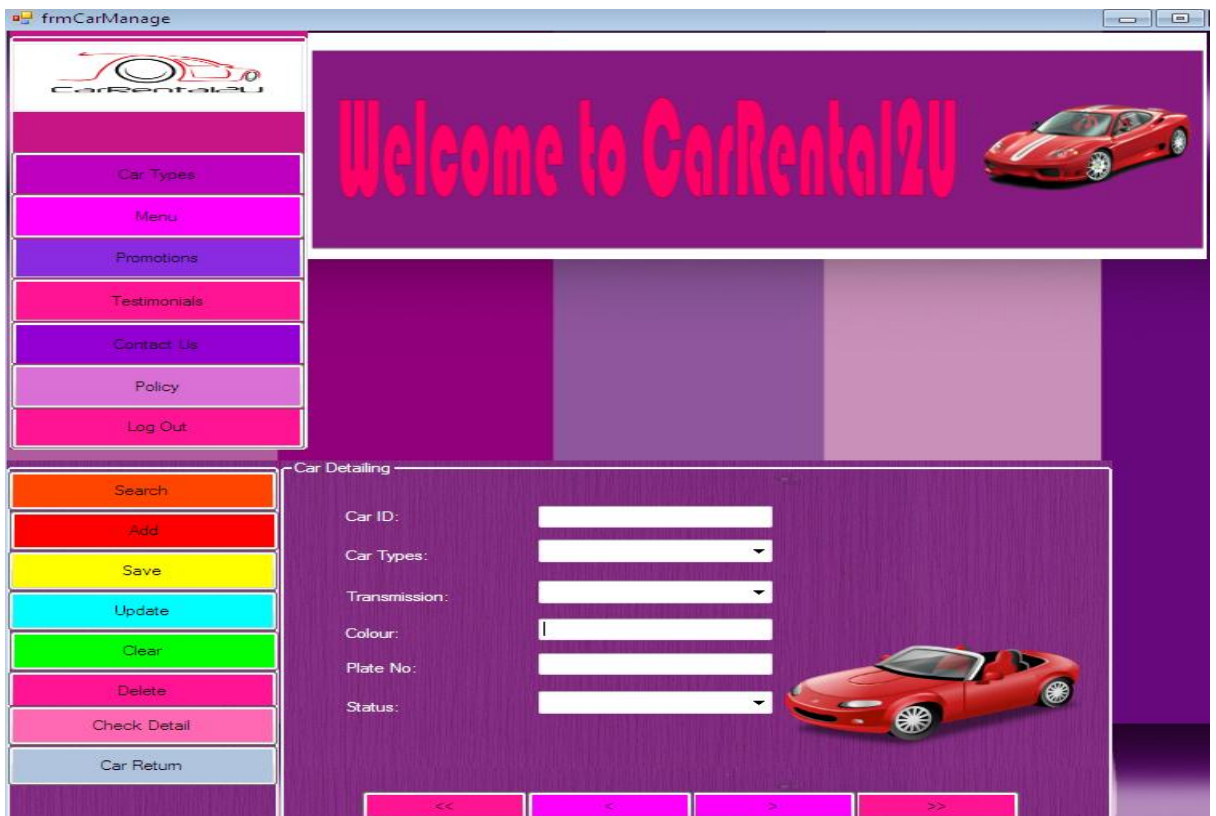 frmCarManage
CarRental2U
Welcome to CarRental2U
Car Types
Menu
Promotions
Testimonials
Contact Us
Policy
Log Out
Search
Add
Save
Update
Clear
Delete
Check Detail
Car Return
Car Detailing
Car ID:
Car Types:
Transmission:
Colour:
Plate No:
Status:
<<
<
>
>>